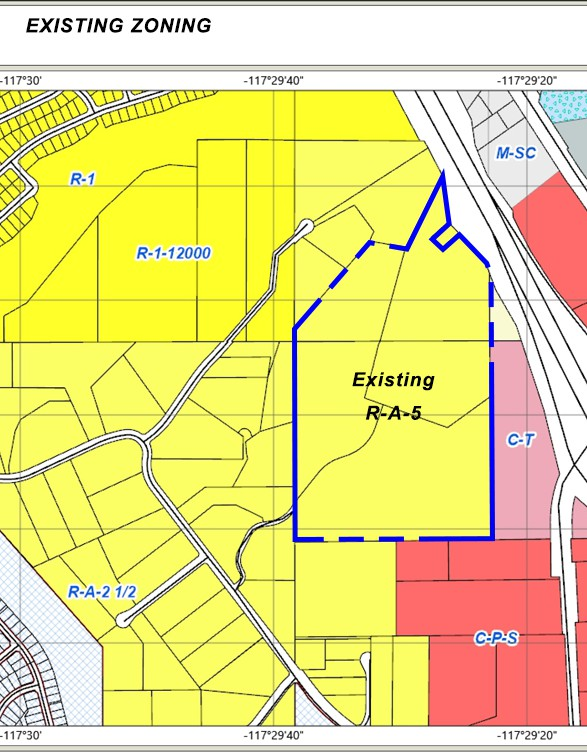 EXISTING ZONING
-117°30'
-117°29'40"
-117°29'20"
M-SC
R-1
R-1-12000
Existing
R-A-5
C-T
R-A-2 1/2
C-P-S
-117°30'
-117°29'40"
-117°29'20"